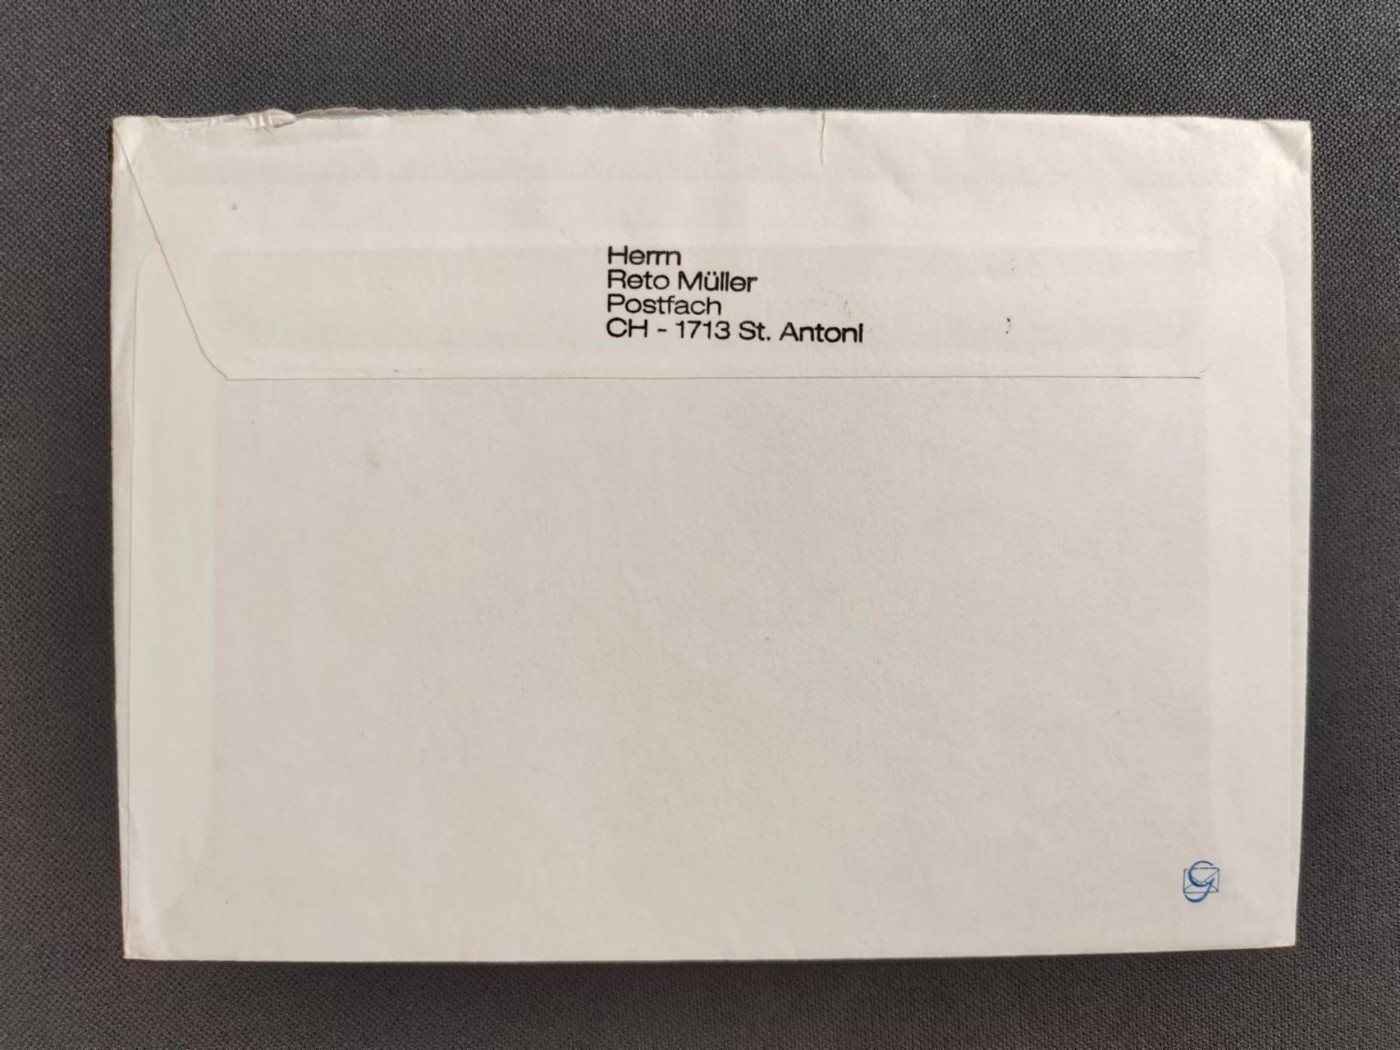 Herrn
Reto Müller
Postfach
CH - 1713 St. Antoni